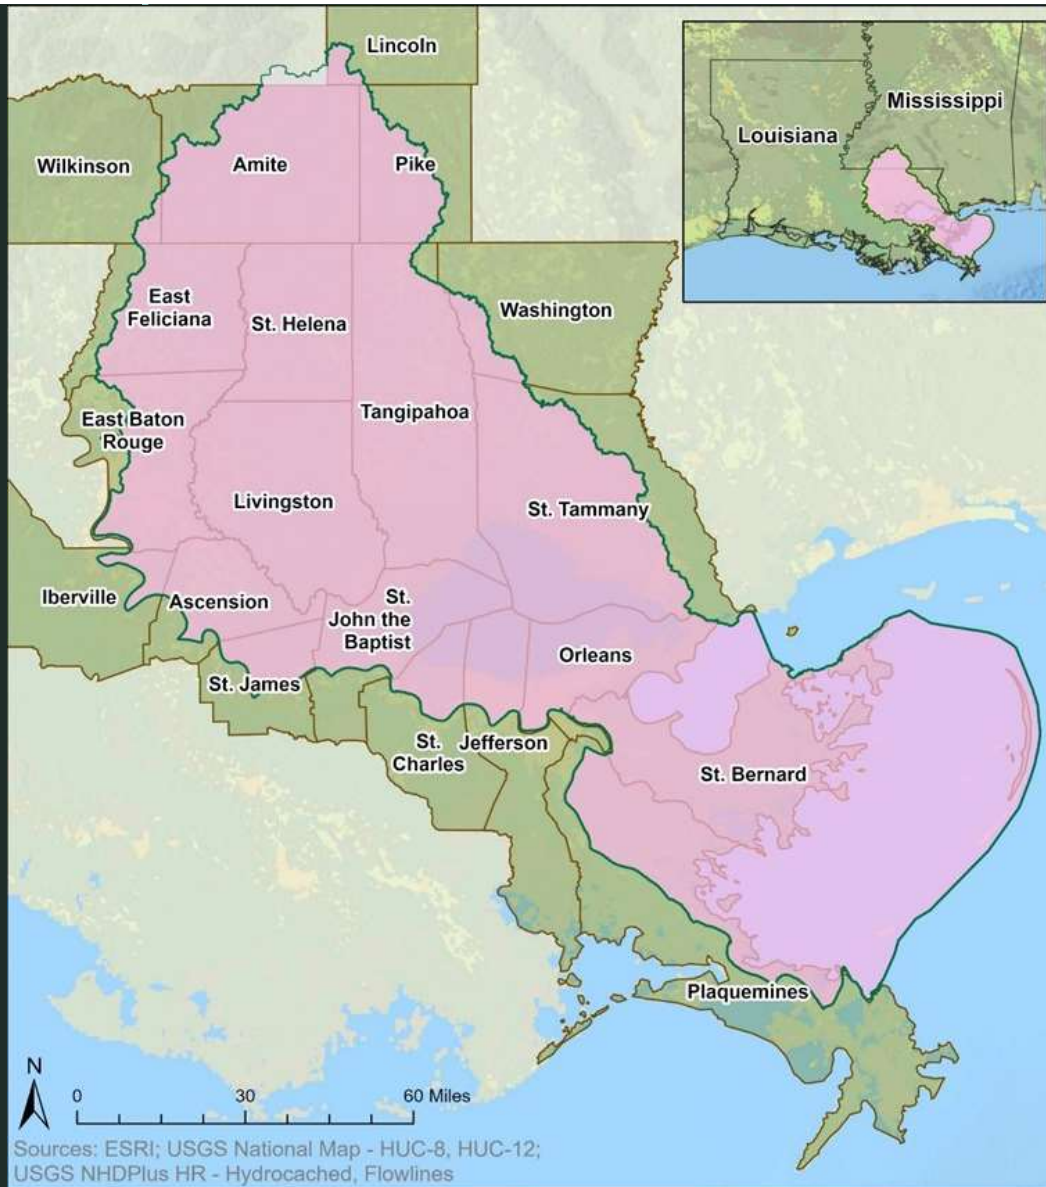 Lincoln
Mississippi
Louisiana
Wilkinson
Amite
Pike
East
Feliciana
St. Helena
Washington
East Baton
Rouge
Tangipahoa
Livingston
St. Tammany
Iberville
Ascension
St.
John the
Baptist
Orleans
St. James
St.
Charles
Jefferson
St. Bernard
Plaquemines
N
0 30 60 Miles
Sources: ESRI; USGS National Map - HUC-8, HUC-12;
USGS NHDPlus HR - Hydrocached, Flowlines